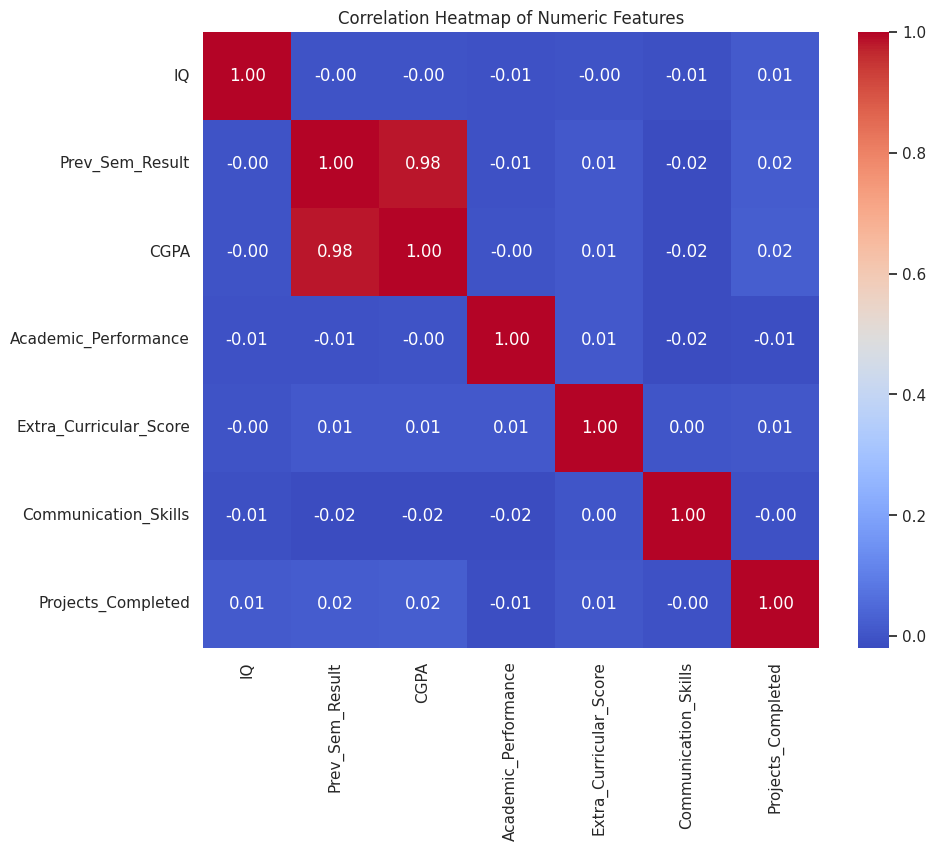 Correlation Heatmap of Numeric Features
IQ 1.00 -0.00 -0.00 -0.01 -0.00 -0.01 0.01
Prev_Sem_Result -0.00 1.00 0.98 -0.01 0.01 -0.02 0.02
CGPA -0.00 0.98 1.00 -0.00 0.01 -0.02 0.02
Academic_Performance -0.01 -0.01 -0.00 1.00 0.01 -0.02 -0.01
Extra_Curricular_Score -0.00 0.01 0.01 0.01 1.00 0.00 0.01
Communication_Skills -0.01 -0.02 -0.02 -0.02 0.00 1.00 -0.00
Projects_Completed 0.01 0.02 0.02 -0.01 0.01 -0.00 1.00
IQ
Prev_Sem_Result
CGPA
Academic_Performance
Extra_Curricular_Score
Communication_Skills
Projects_Completed
1.0
0.8
0.6
0.4
0.2
0.0